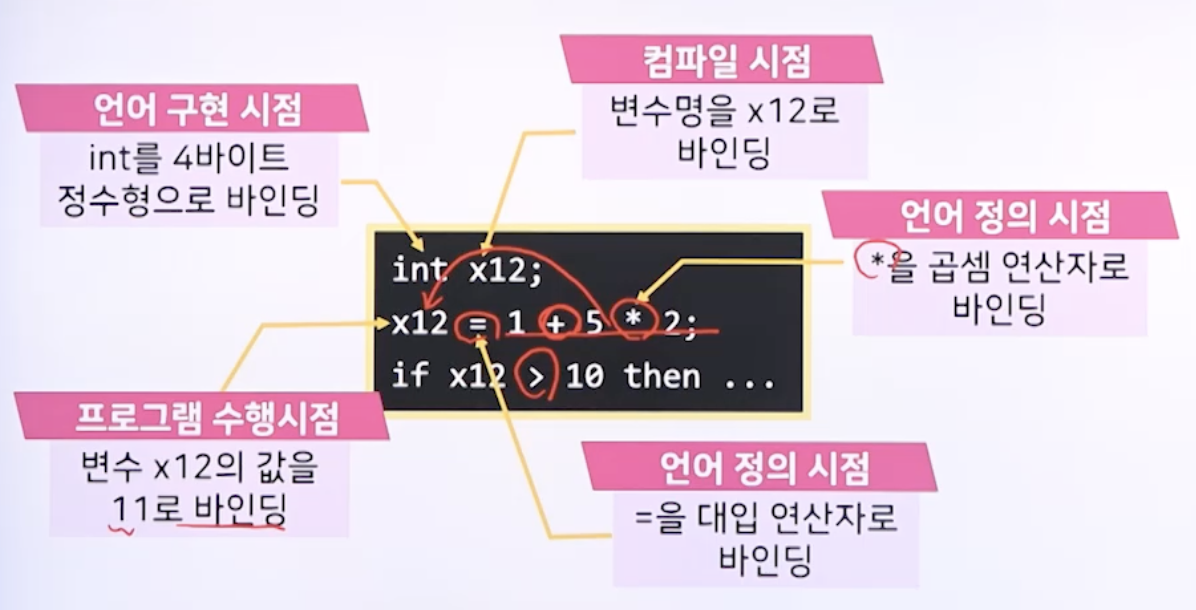 컴파일 시점
변수명을 x12로
바인딩
언어 구현 시점
int를 4바이트
정수형으로 바인딩
언어 정의 시점
*을 곱셈 연산자로
바인딩
int x12;
x12 = 1 + 5 * 2;
if x12 > 10 then ...
프로그램 수행시점
변수 x12의 값을
11로 바인딩
언어 정의 시점
=을 대입 연산자로
바인딩